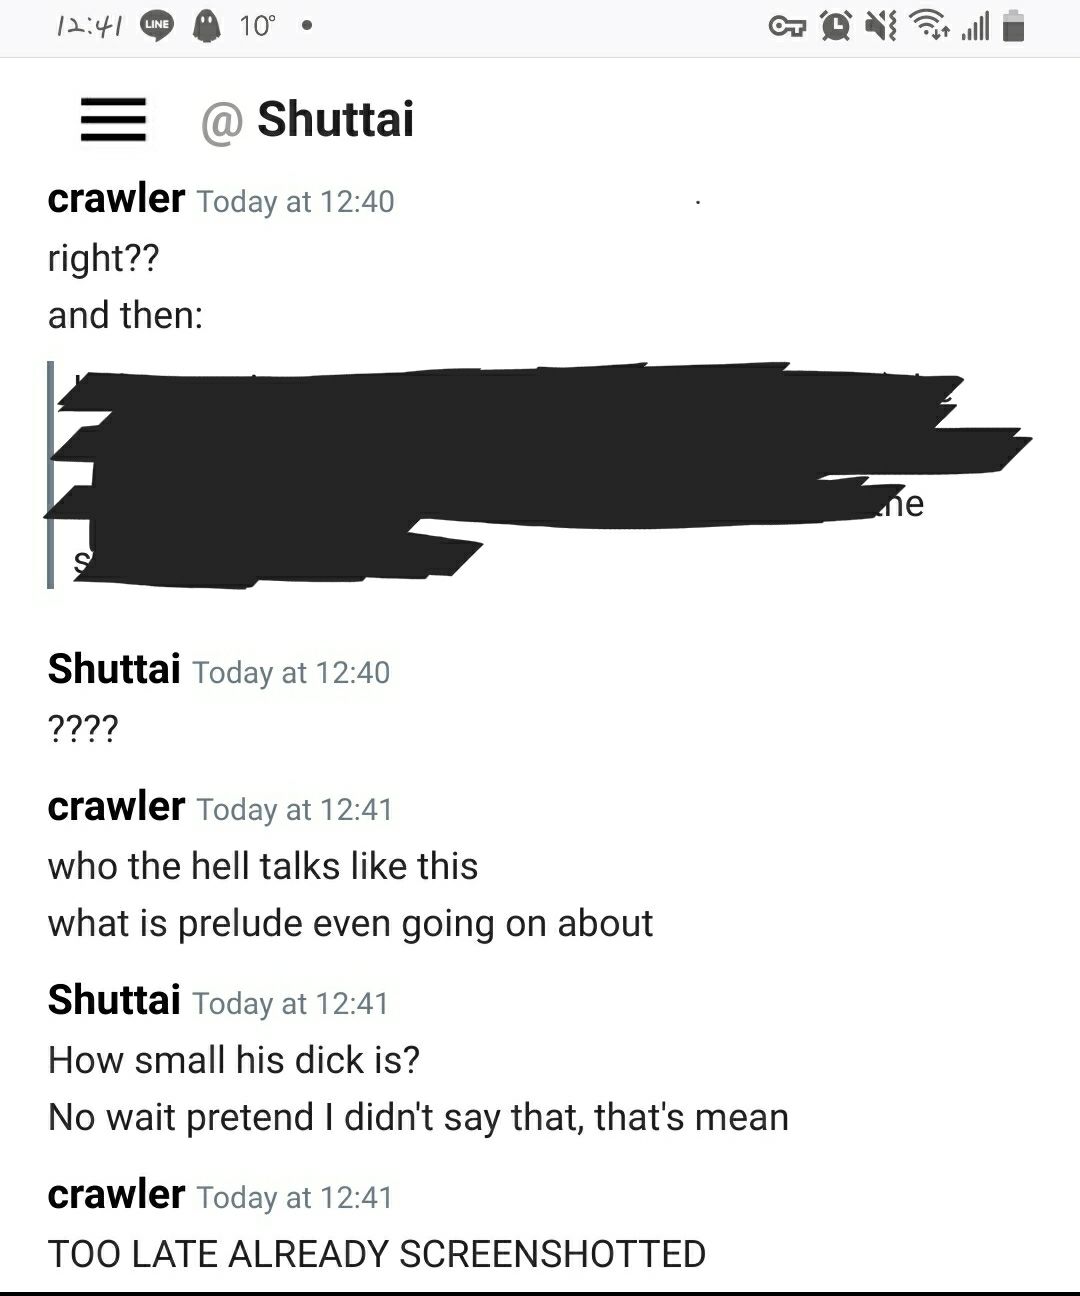 12:41 LINE 10°
@ Shuttai
crawler Today at 12:40
right??
and then:
Shuttai Today at 12:40
????
crawler Today at 12:41
who the hell talks like this
what is prelude even going on about
Shuttai Today at 12:41
How small his dick is?
No wait pretend I didn't say that, that's mean
crawler Today at 12:41
TOO LATE ALREADY SCREENSHOTTED